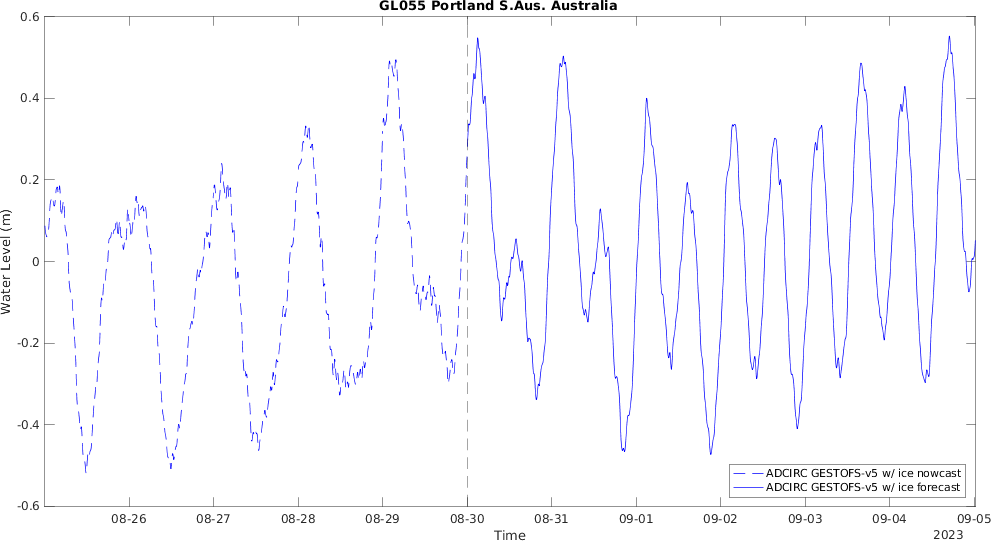 GL055 Portland S.Aus. Australia
0.6
0.4
0.2
0
-0.2
-0.4
-0.6
Water Level (m)
ADCIRC GESTOFS-v5 w/ ice nowcast
ADCIRC GESTOFS-v5 w/ ice forecast
08-26 08-27 08-28 08-29 08-30 08-31 09-01 09-02 09-03 09-04 09-05
Time
2023